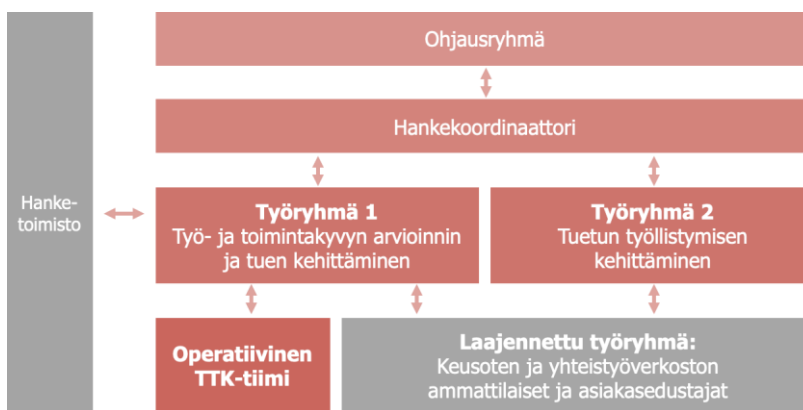 Ohjausryhmä
Hankekoordinaattori
Hanke-
toimisto
Työryhmä 1
Työ- ja toimintakyvyn arvioinnin
ja tuen kehittäminen
Työryhmä 2
Tuetun työllistymisen
kehittäminen
Operatiivinen
TTK-tiimi
Laajennettu työryhmä:
Keusoten ja yhteistyöverkoston
ammattilaiset ja asiakasedustajat